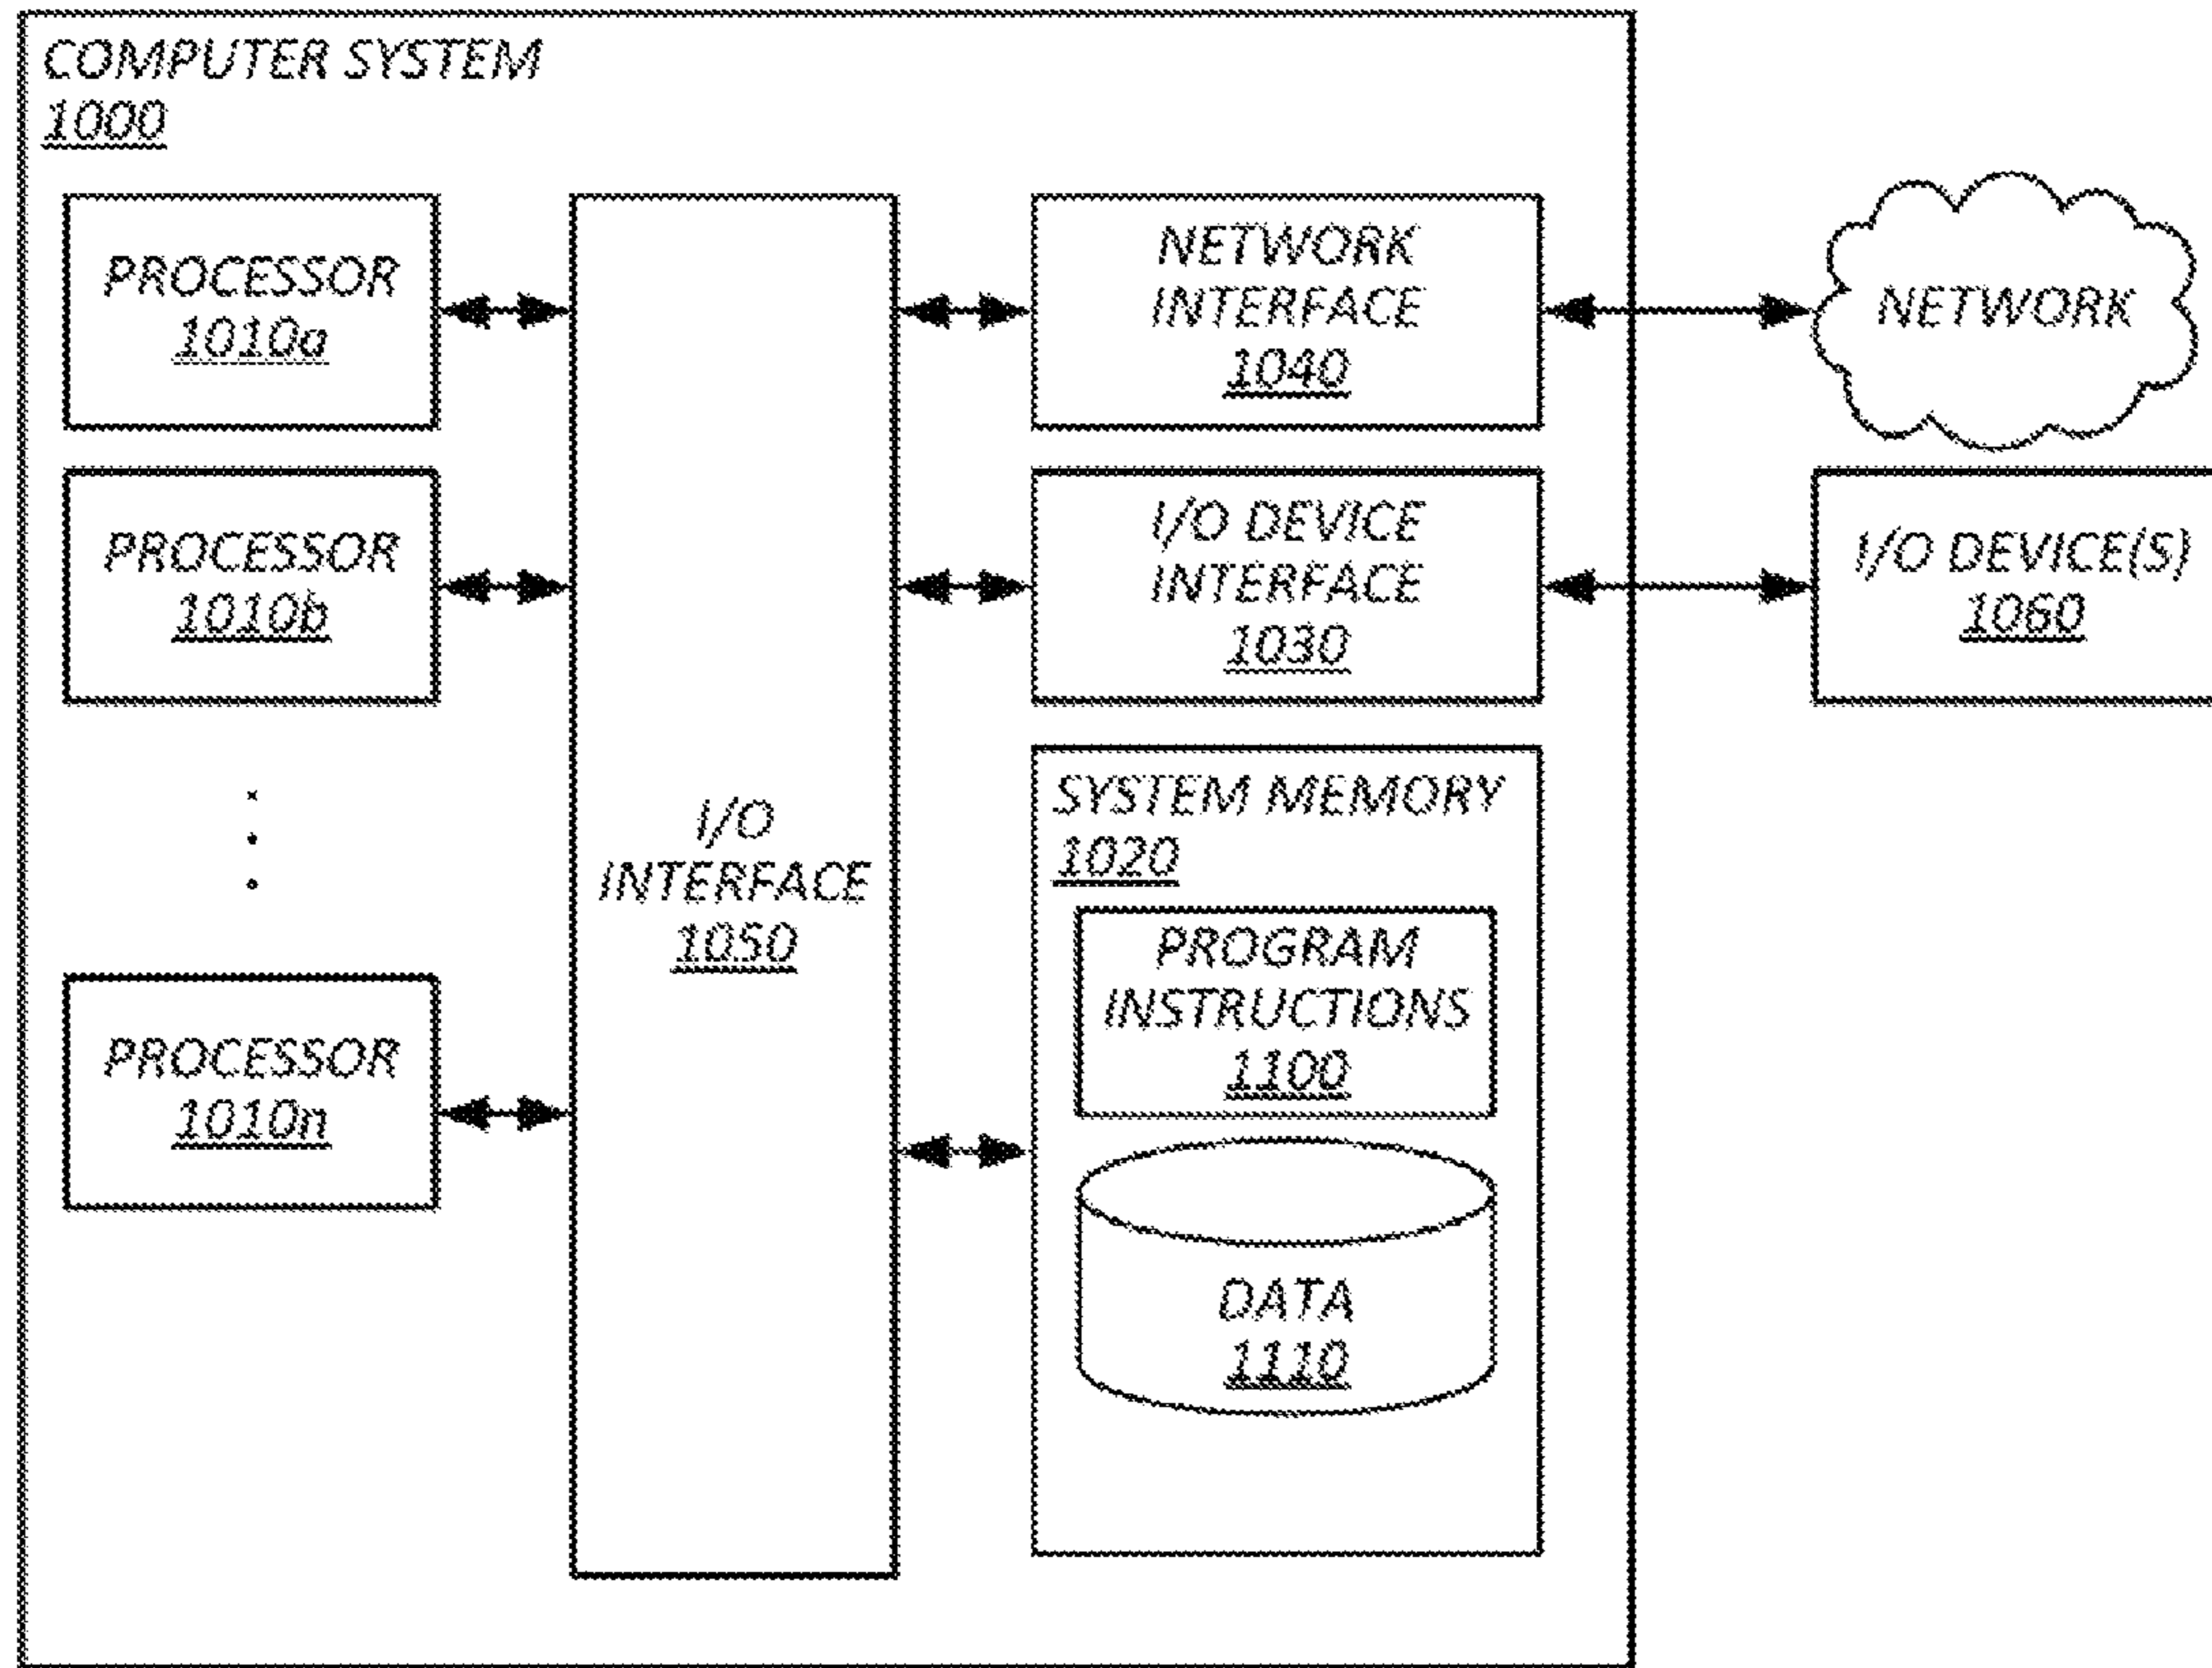 COMPUTER SYSTEM
1000
PROCESSOR
1010a
PROCESSOR
1010b
PROCESSOR
1010n
I/O
INTERFACE
1050
NETWORK
INTERFACE
1040
I/O DEVICE
INTERFACE
1030
SYSTEM MEMORY
1020
PROGRAM
INSTRUCTIONS
1100
DATA
1110
NETWORK
I/O DEVICE(S)
1060